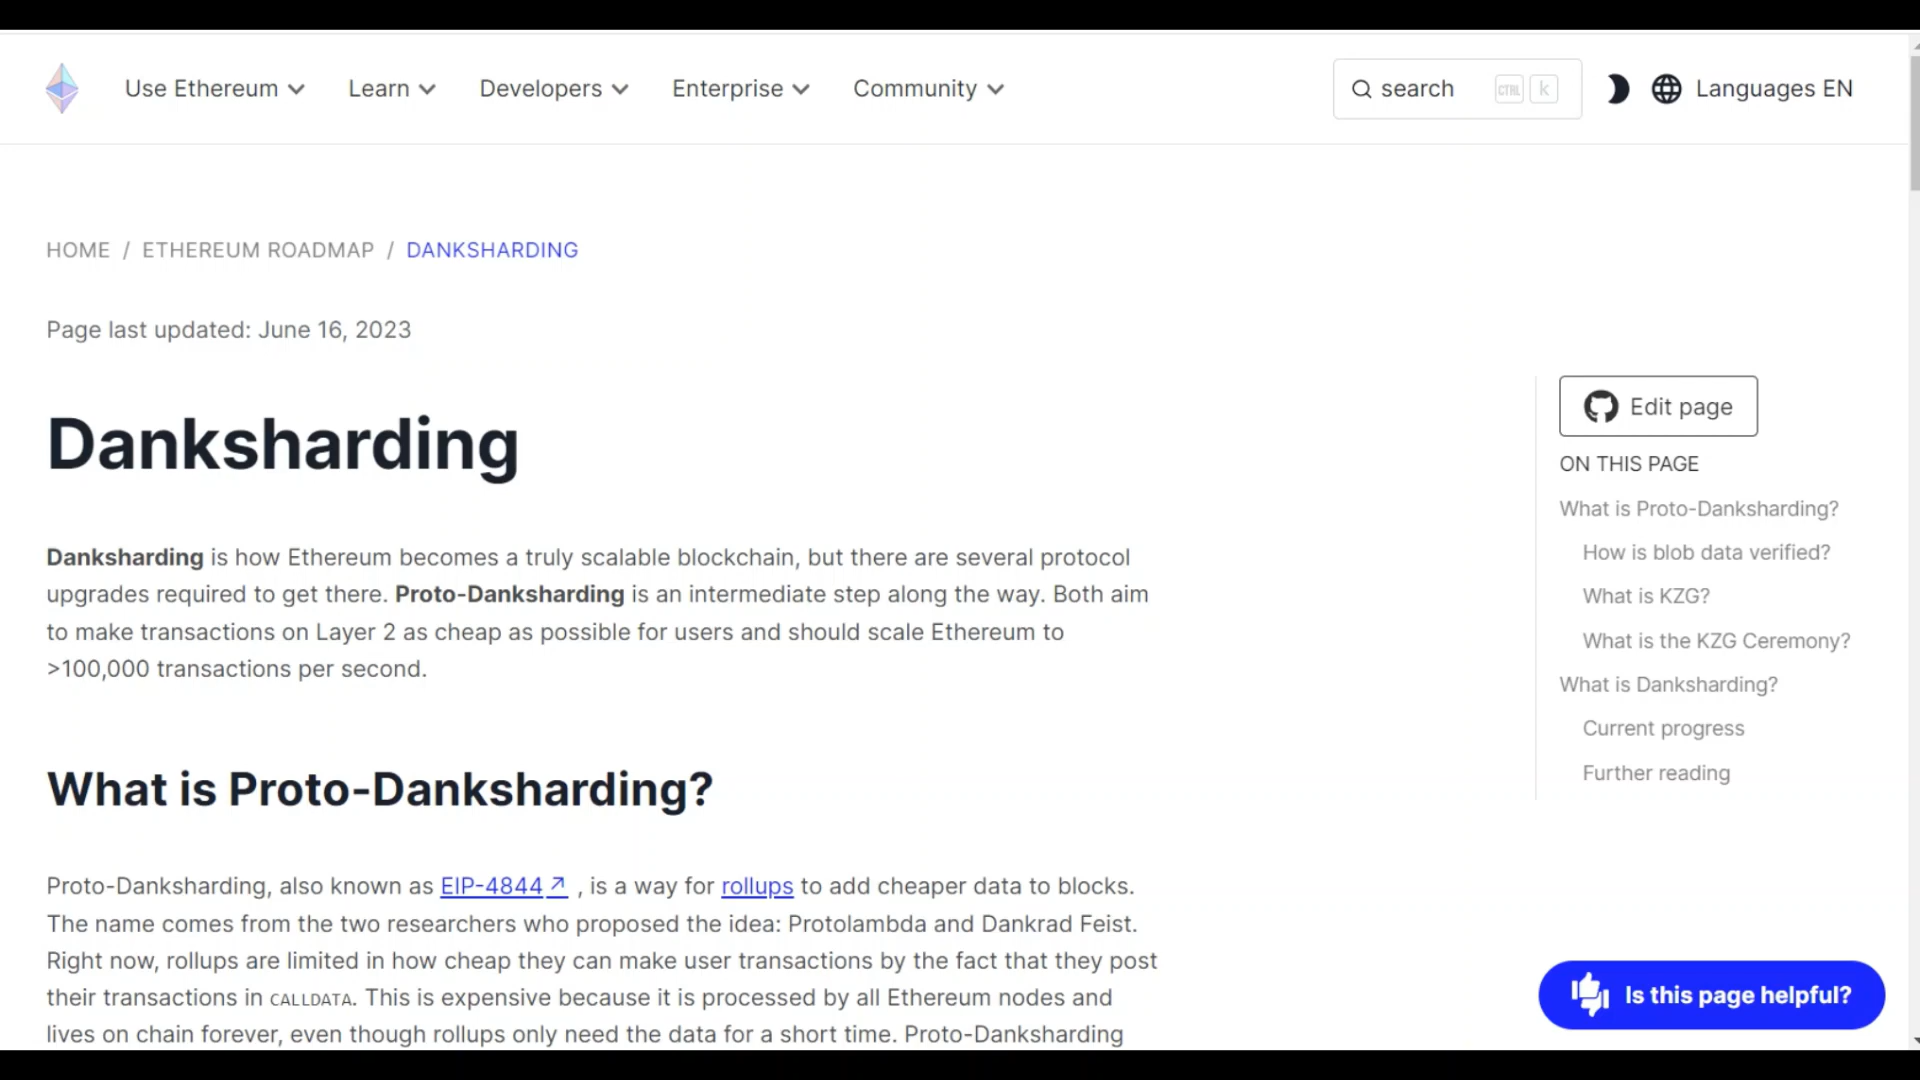 Use Ethereum Learn Developers Enterprise Community search CTRL k Languages EN
HOME / ETHEREUM ROADMAP / DANKSHARDING
Page last updated: June 16, 2023
Danksharding
Danksharding is how Ethereum becomes a truly scalable blockchain, but there are several protocol
upgrades required to get there. Proto-Danksharding is an intermediate step along the way. Both aim
to make transactions on Layer 2 as cheap as possible for users and should scale Ethereum to
>100,000 transactions per second.
What is Proto-Danksharding?
Proto-Danksharding, also known as EIP-4844↗ , is a way for rollups to add cheaper data to blocks.
The name comes from the two researchers who proposed the idea: Protolambda and Dankrad Feist.
Right now, rollups are limited in how cheap they can make user transactions by the fact that they post
their transactions in CALLDATA. This is expensive because it is processed by all Ethereum nodes and
lives on chain forever, even though rollups only need the data for a short time. Proto-Danksharding
Edit page
ON THIS PAGE
What is Proto-Danksharding?
How is blob data verified?
What is KZG?
What is the KZG Ceremony?
What is Danksharding?
Current progress
Further reading
Is this page helpful?